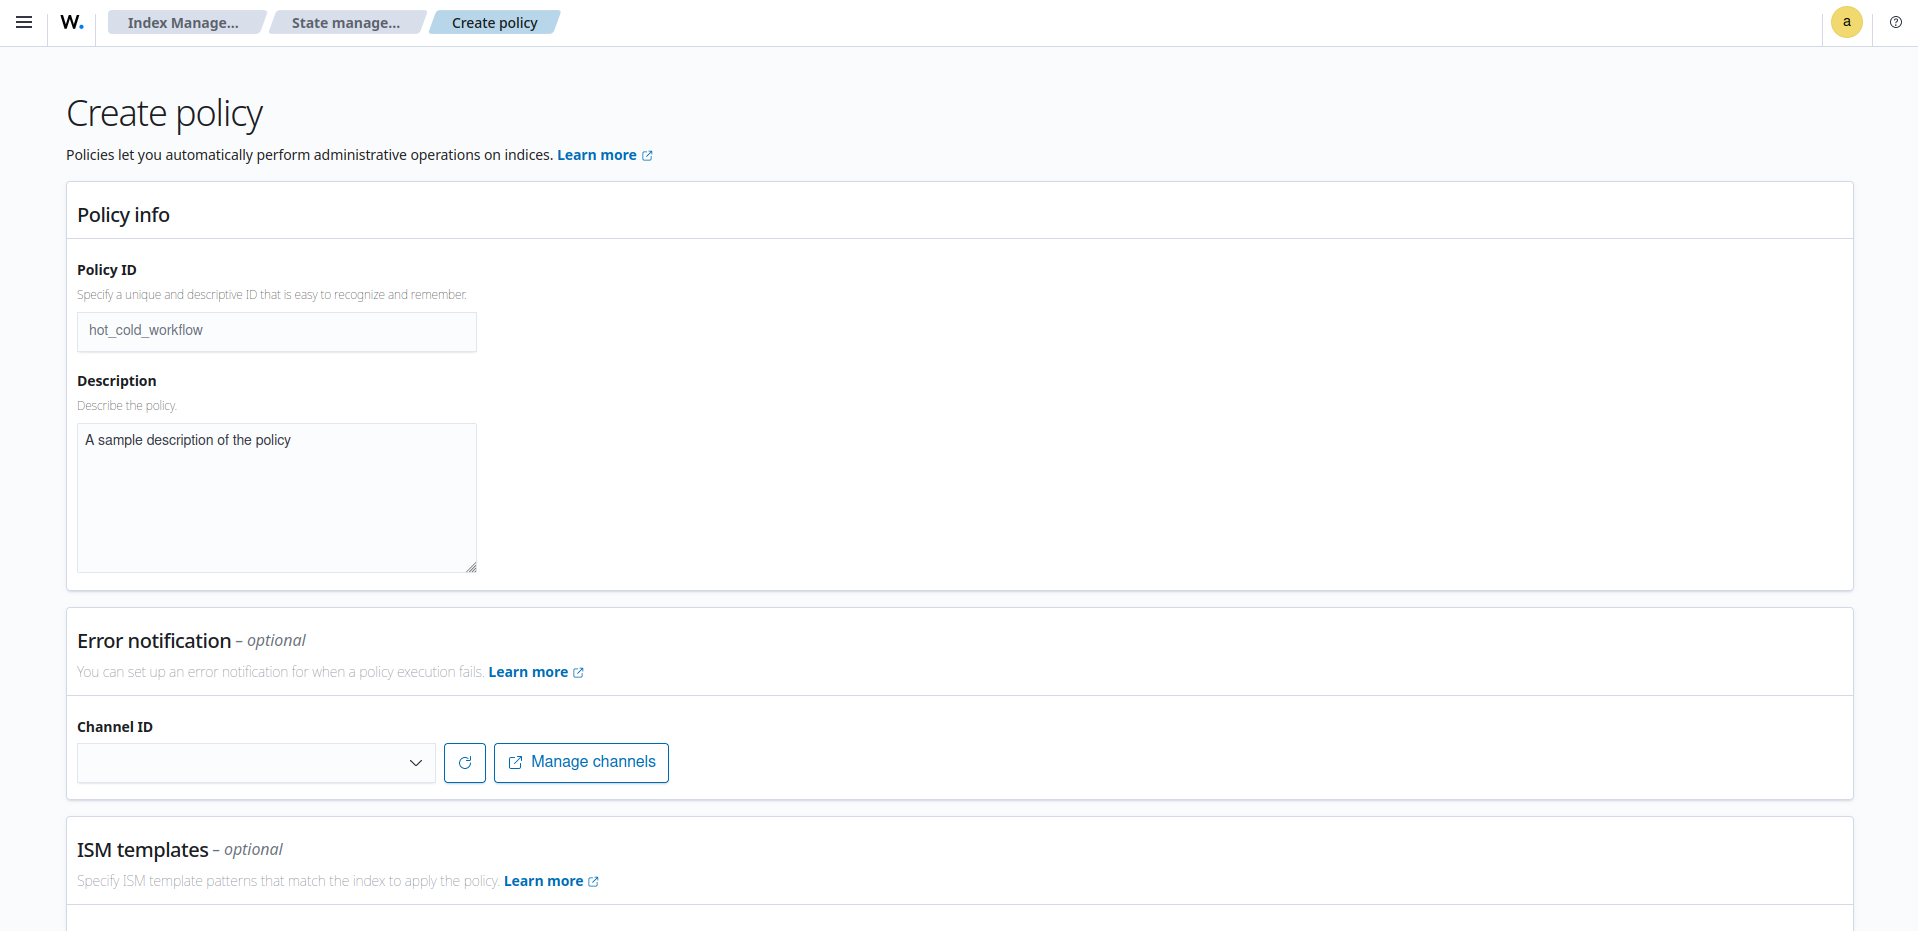 W. Index Manage... State manage... Create policy a
Create policy
Policies let you automatically perform administrative operations on indices. Learn more
Policy info
Policy ID
Specify a unique and descriptive ID that is easy to recognize and remember.
hot_cold_workflow
Description
Describe the policy.
A sample description of the policy
Error notification – optional
You can set up an error notification for when a policy execution fails. Learn more
Channel ID
Manage channels
ISM templates – optional
Specify ISM template patterns that match the index to apply the policy. Learn more